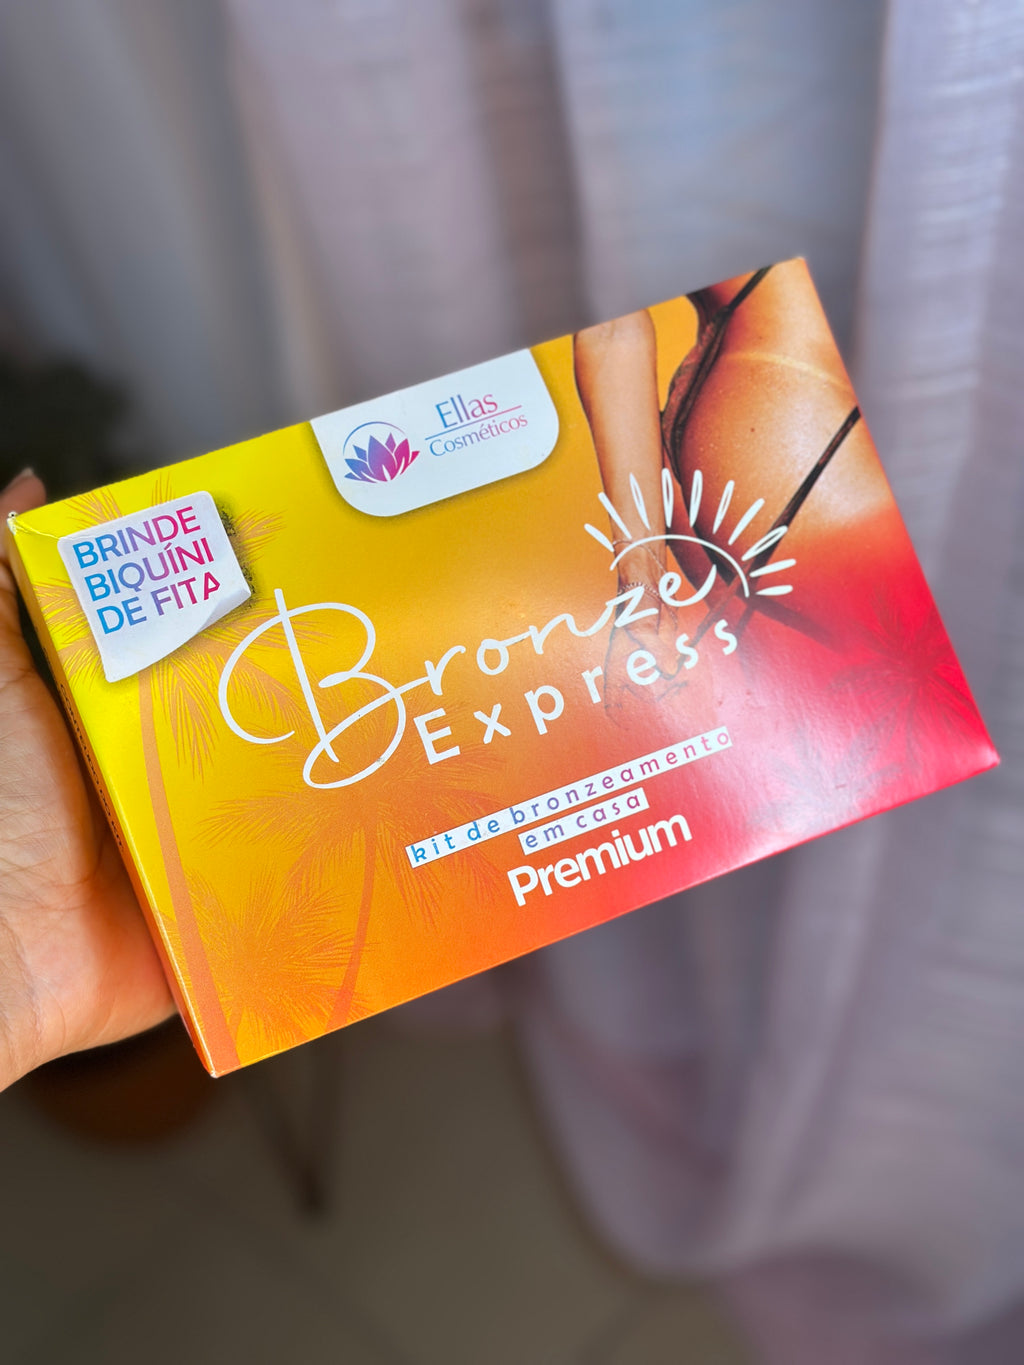 Ellas
Cosméticos
BRINDE
BIQUÍNI
DE FITA
Bronze
Express
kit de bronzeamento
em casa
Premium